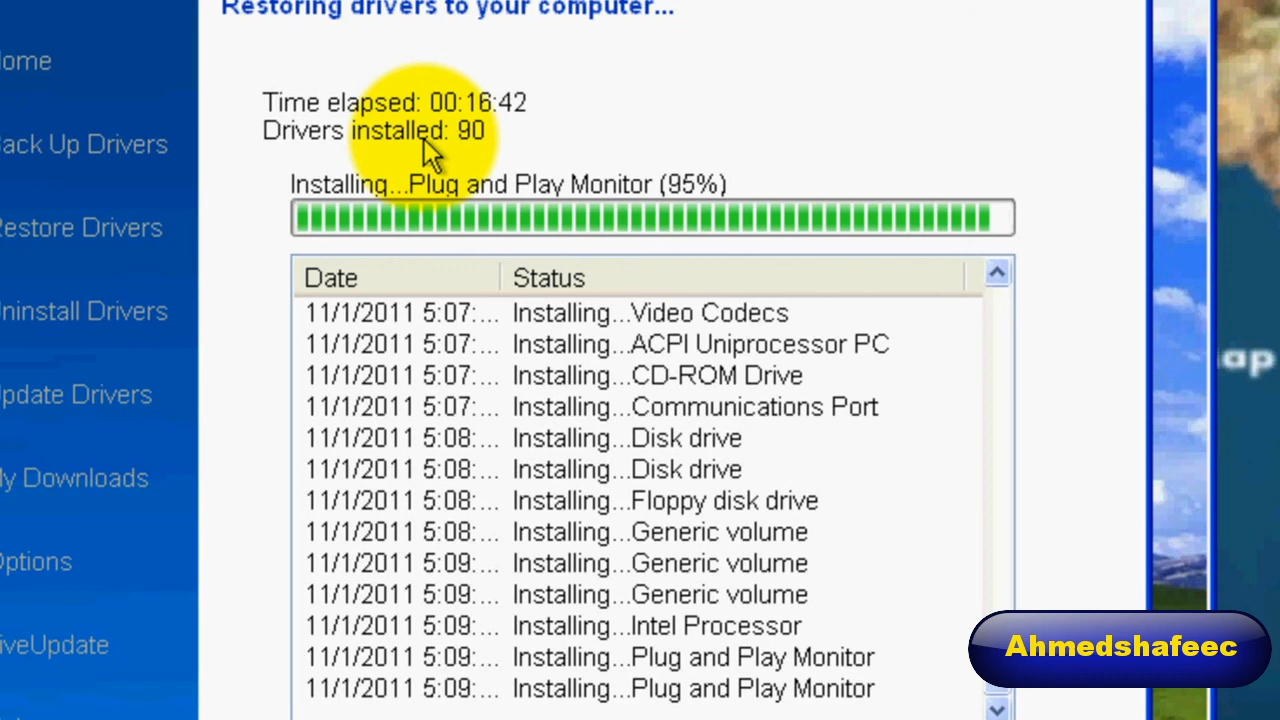 Restoring drivers to your computer...
ome
ack Up Drivers
estore Drivers
ninstall Drivers
pdate Drivers
y Downloads
ptions
iveUpdate
Time elapsed: 00:16:42
Drivers installed: 90
Installing...Plug and Play Monitor (95%)
Date Status
11/1/2011 5:07:... Installing...Video Codecs
11/1/2011 5:07:... Installing...ACPI Uniprocessor PC
11/1/2011 5:07:... Installing...CD-ROM Drive
11/1/2011 5:07:... Installing...Communications Port
11/1/2011 5:08:... Installing...Disk drive
11/1/2011 5:08:... Installing...Disk drive
11/1/2011 5:08:... Installing...Floppy disk drive
11/1/2011 5:08:... Installing...Generic volume
11/1/2011 5:09:... Installing...Generic volume
11/1/2011 5:09:... Installing...Generic volume
11/1/2011 5:09:... Installing...Intel Processor
11/1/2011 5:09:... Installing...Plug and Play Monitor
11/1/2011 5:09:... Installing...Plug and Play Monitor
ap
Ahmedshafeec